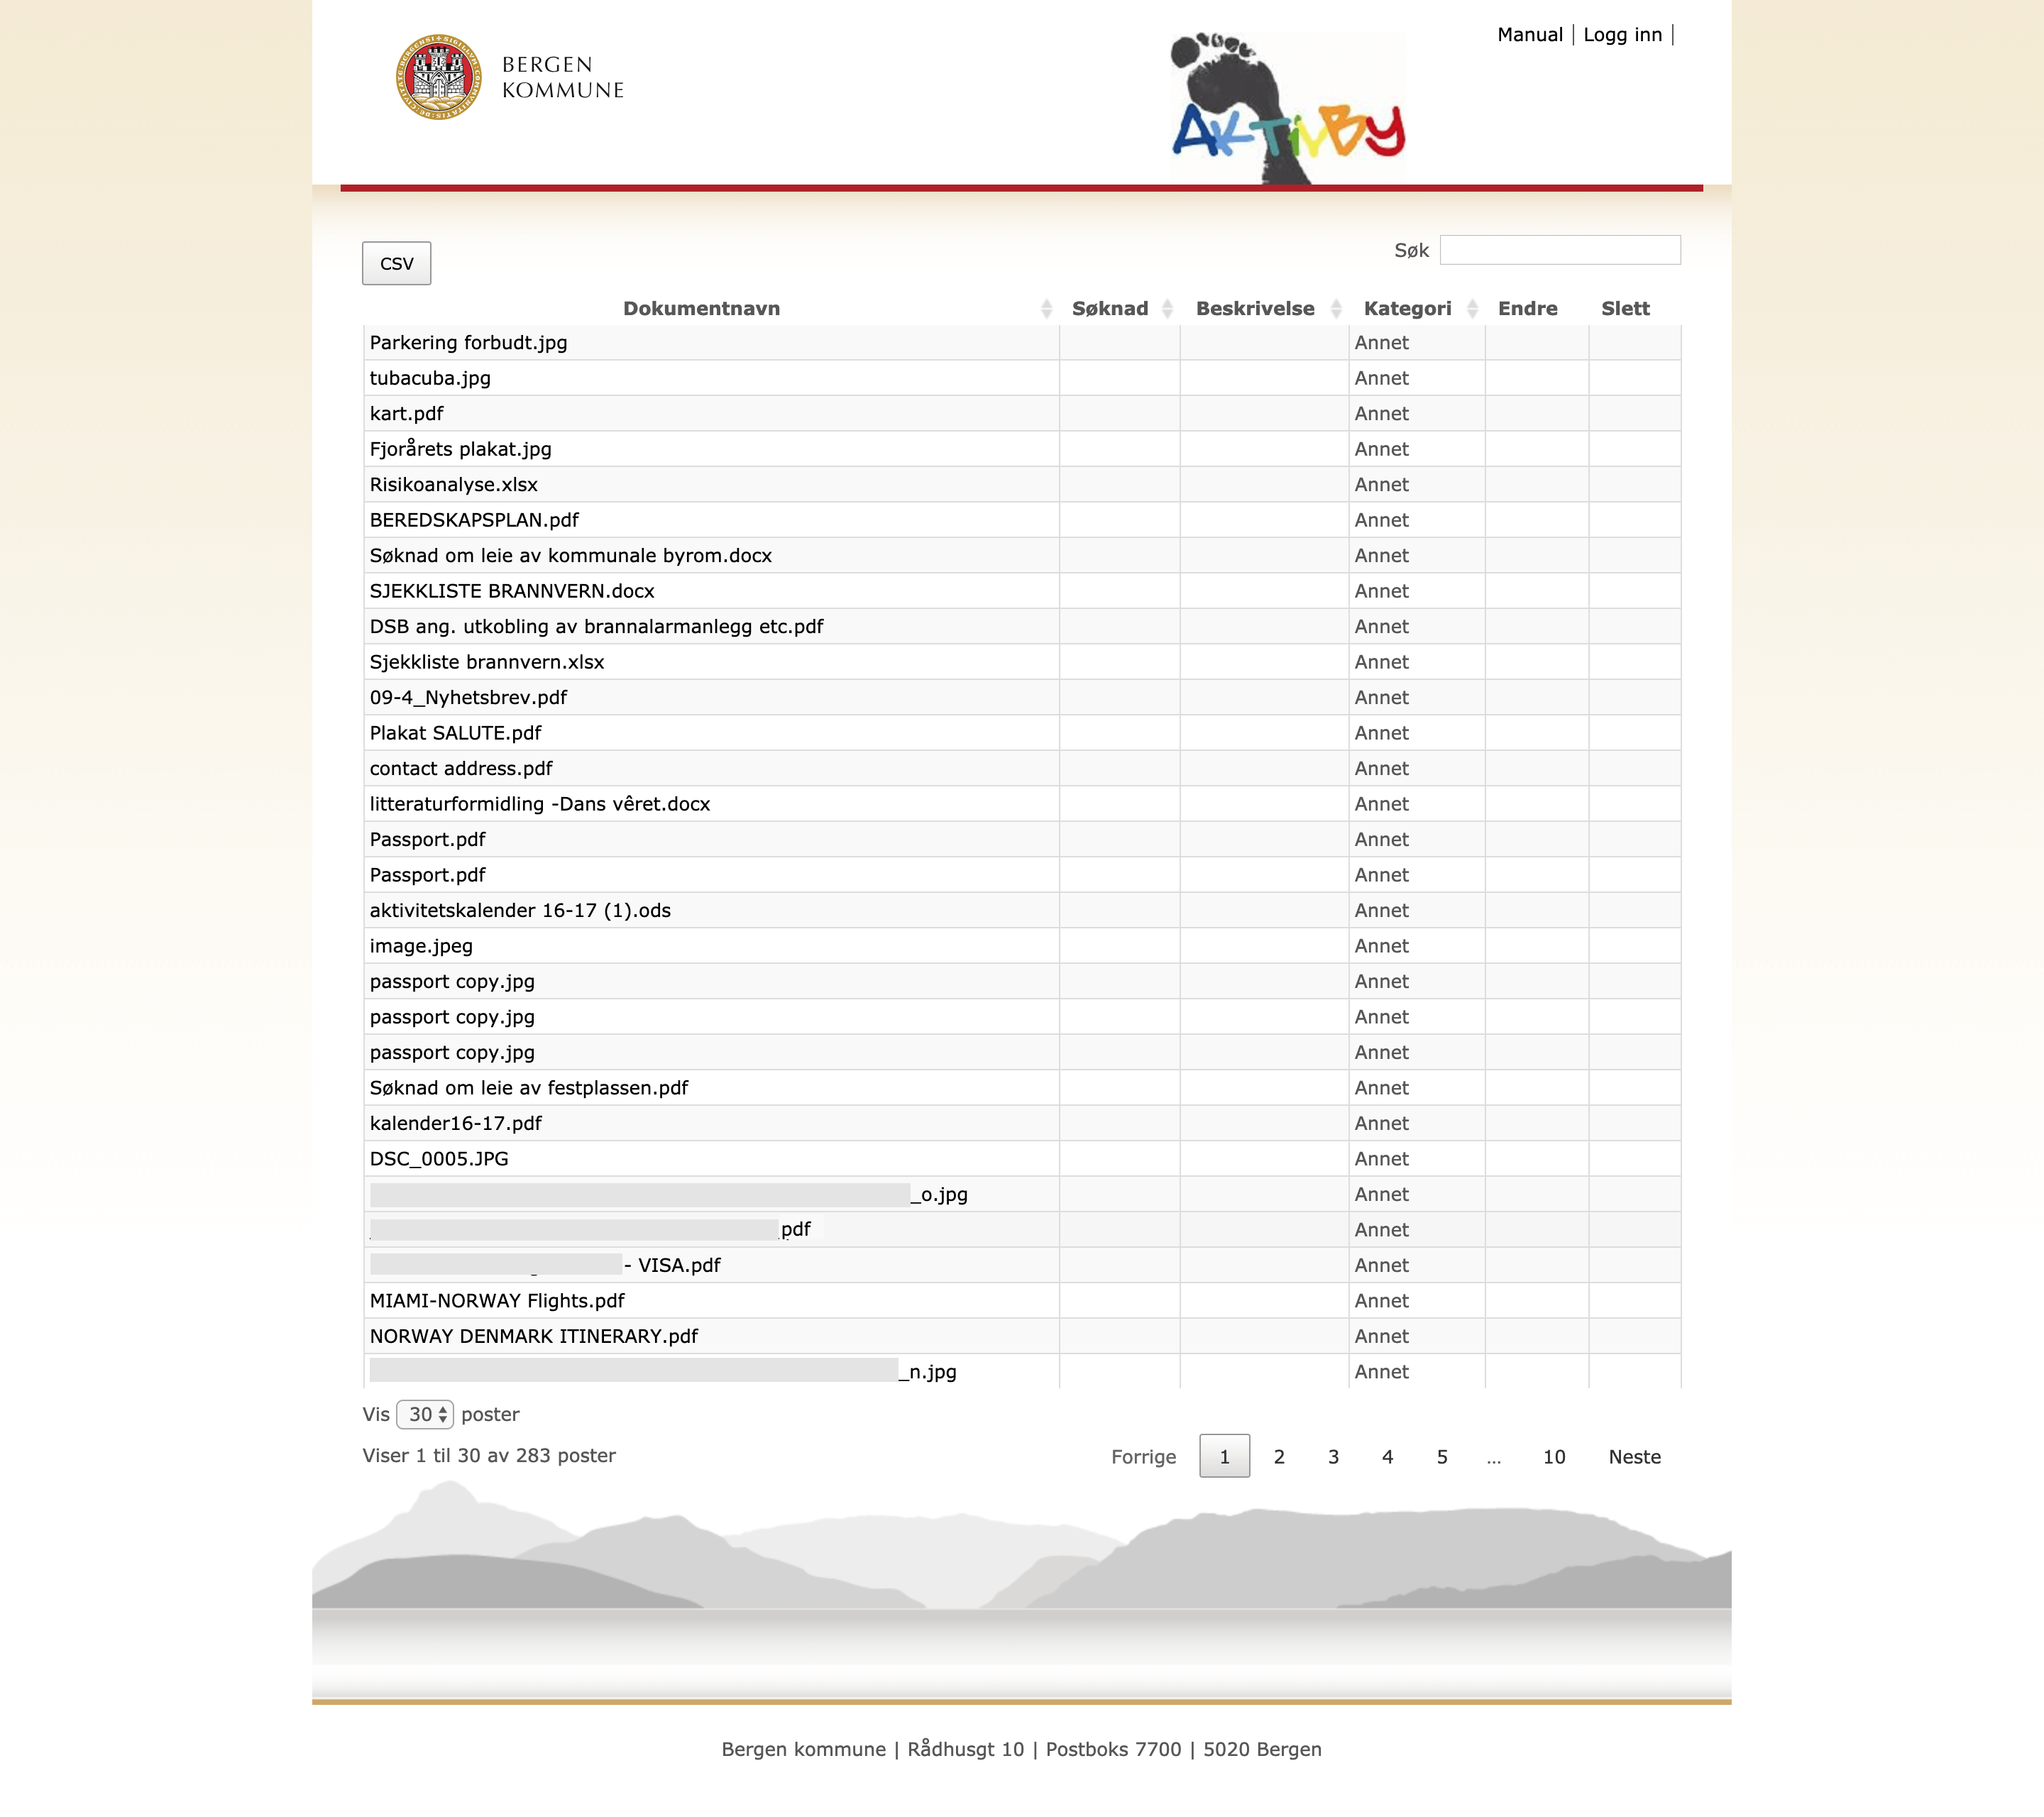 Manual | Logg inn |
BERGEN
KOMMUNE
AKTIVBY
CSV
Søk
Dokumentnavn Søknad Beskrivelse Kategori Endre Slett
Parkering forbudt.jpg Annet
tubacuba.jpg Annet
kart.pdf Annet
Fjorårets plakat.jpg Annet
Risikoanalyse.xlsx Annet
BEREDSKAPSPLAN.pdf Annet
Søknad om leie av kommunale byrom.docx Annet
SJEKKLISTE BRANNVERN.docx Annet
DSB ang. utkobling av brannalarmanlegg etc.pdf Annet
Sjekkliste brannvern.xlsx Annet
09-4_Nyhetsbrev.pdf Annet
Plakat SALUTE.pdf Annet
contact address.pdf Annet
litteraturformidling -Dans vêret.docx Annet
Passport.pdf Annet
Passport.pdf Annet
aktivitetskalender 16-17 (1).ods Annet
image.jpeg Annet
passport copy.jpg Annet
passport copy.jpg Annet
passport copy.jpg Annet
Søknad om leie av festplassen.pdf Annet
kalender16-17.pdf Annet
DSC_0005.JPG Annet
_o.jpg Annet
pdf Annet
- VISA.pdf Annet
MIAMI-NORWAY Flights.pdf Annet
NORWAY DENMARK ITINERARY.pdf Annet
_n.jpg Annet
Vis 30 poster
Viser 1 til 30 av 283 poster
Forrige 1 2 3 4 5 ... 10 Neste
Bergen kommune | Rådhusgt 10 | Postboks 7700 | 5020 Bergen